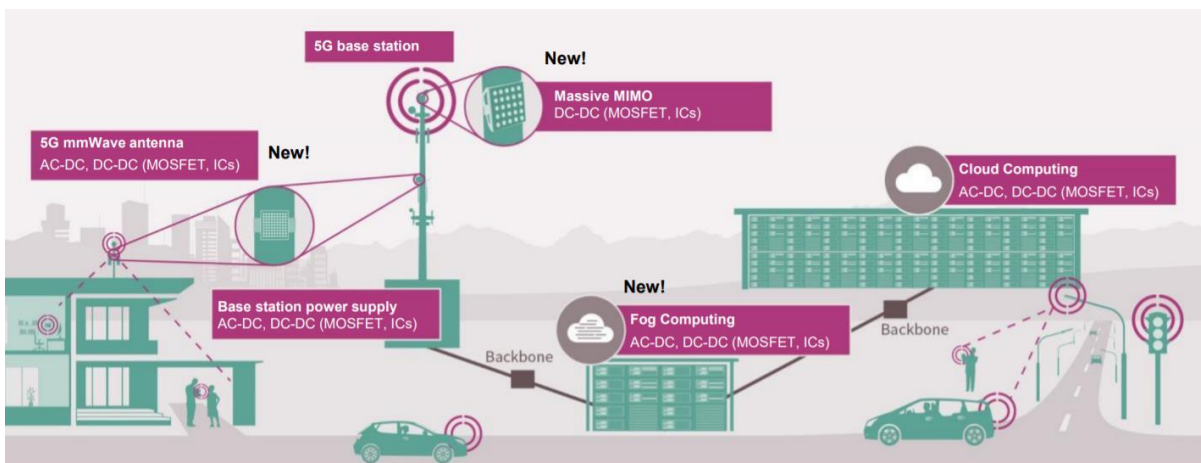 5G base station
New!
Massive MIMO
DC-DC (MOSFET, ICs)
5G mmWave antenna
AC-DC, DC-DC (MOSFET, ICs)
New!
Cloud Computing
AC-DC, DC-DC (MOSFET, ICs)
Base station power supply
AC-DC, DC-DC (MOSFET, ICs)
New!
Fog Computing
AC-DC, DC-DC (MOSFET, ICs)
Backbone
Backbone